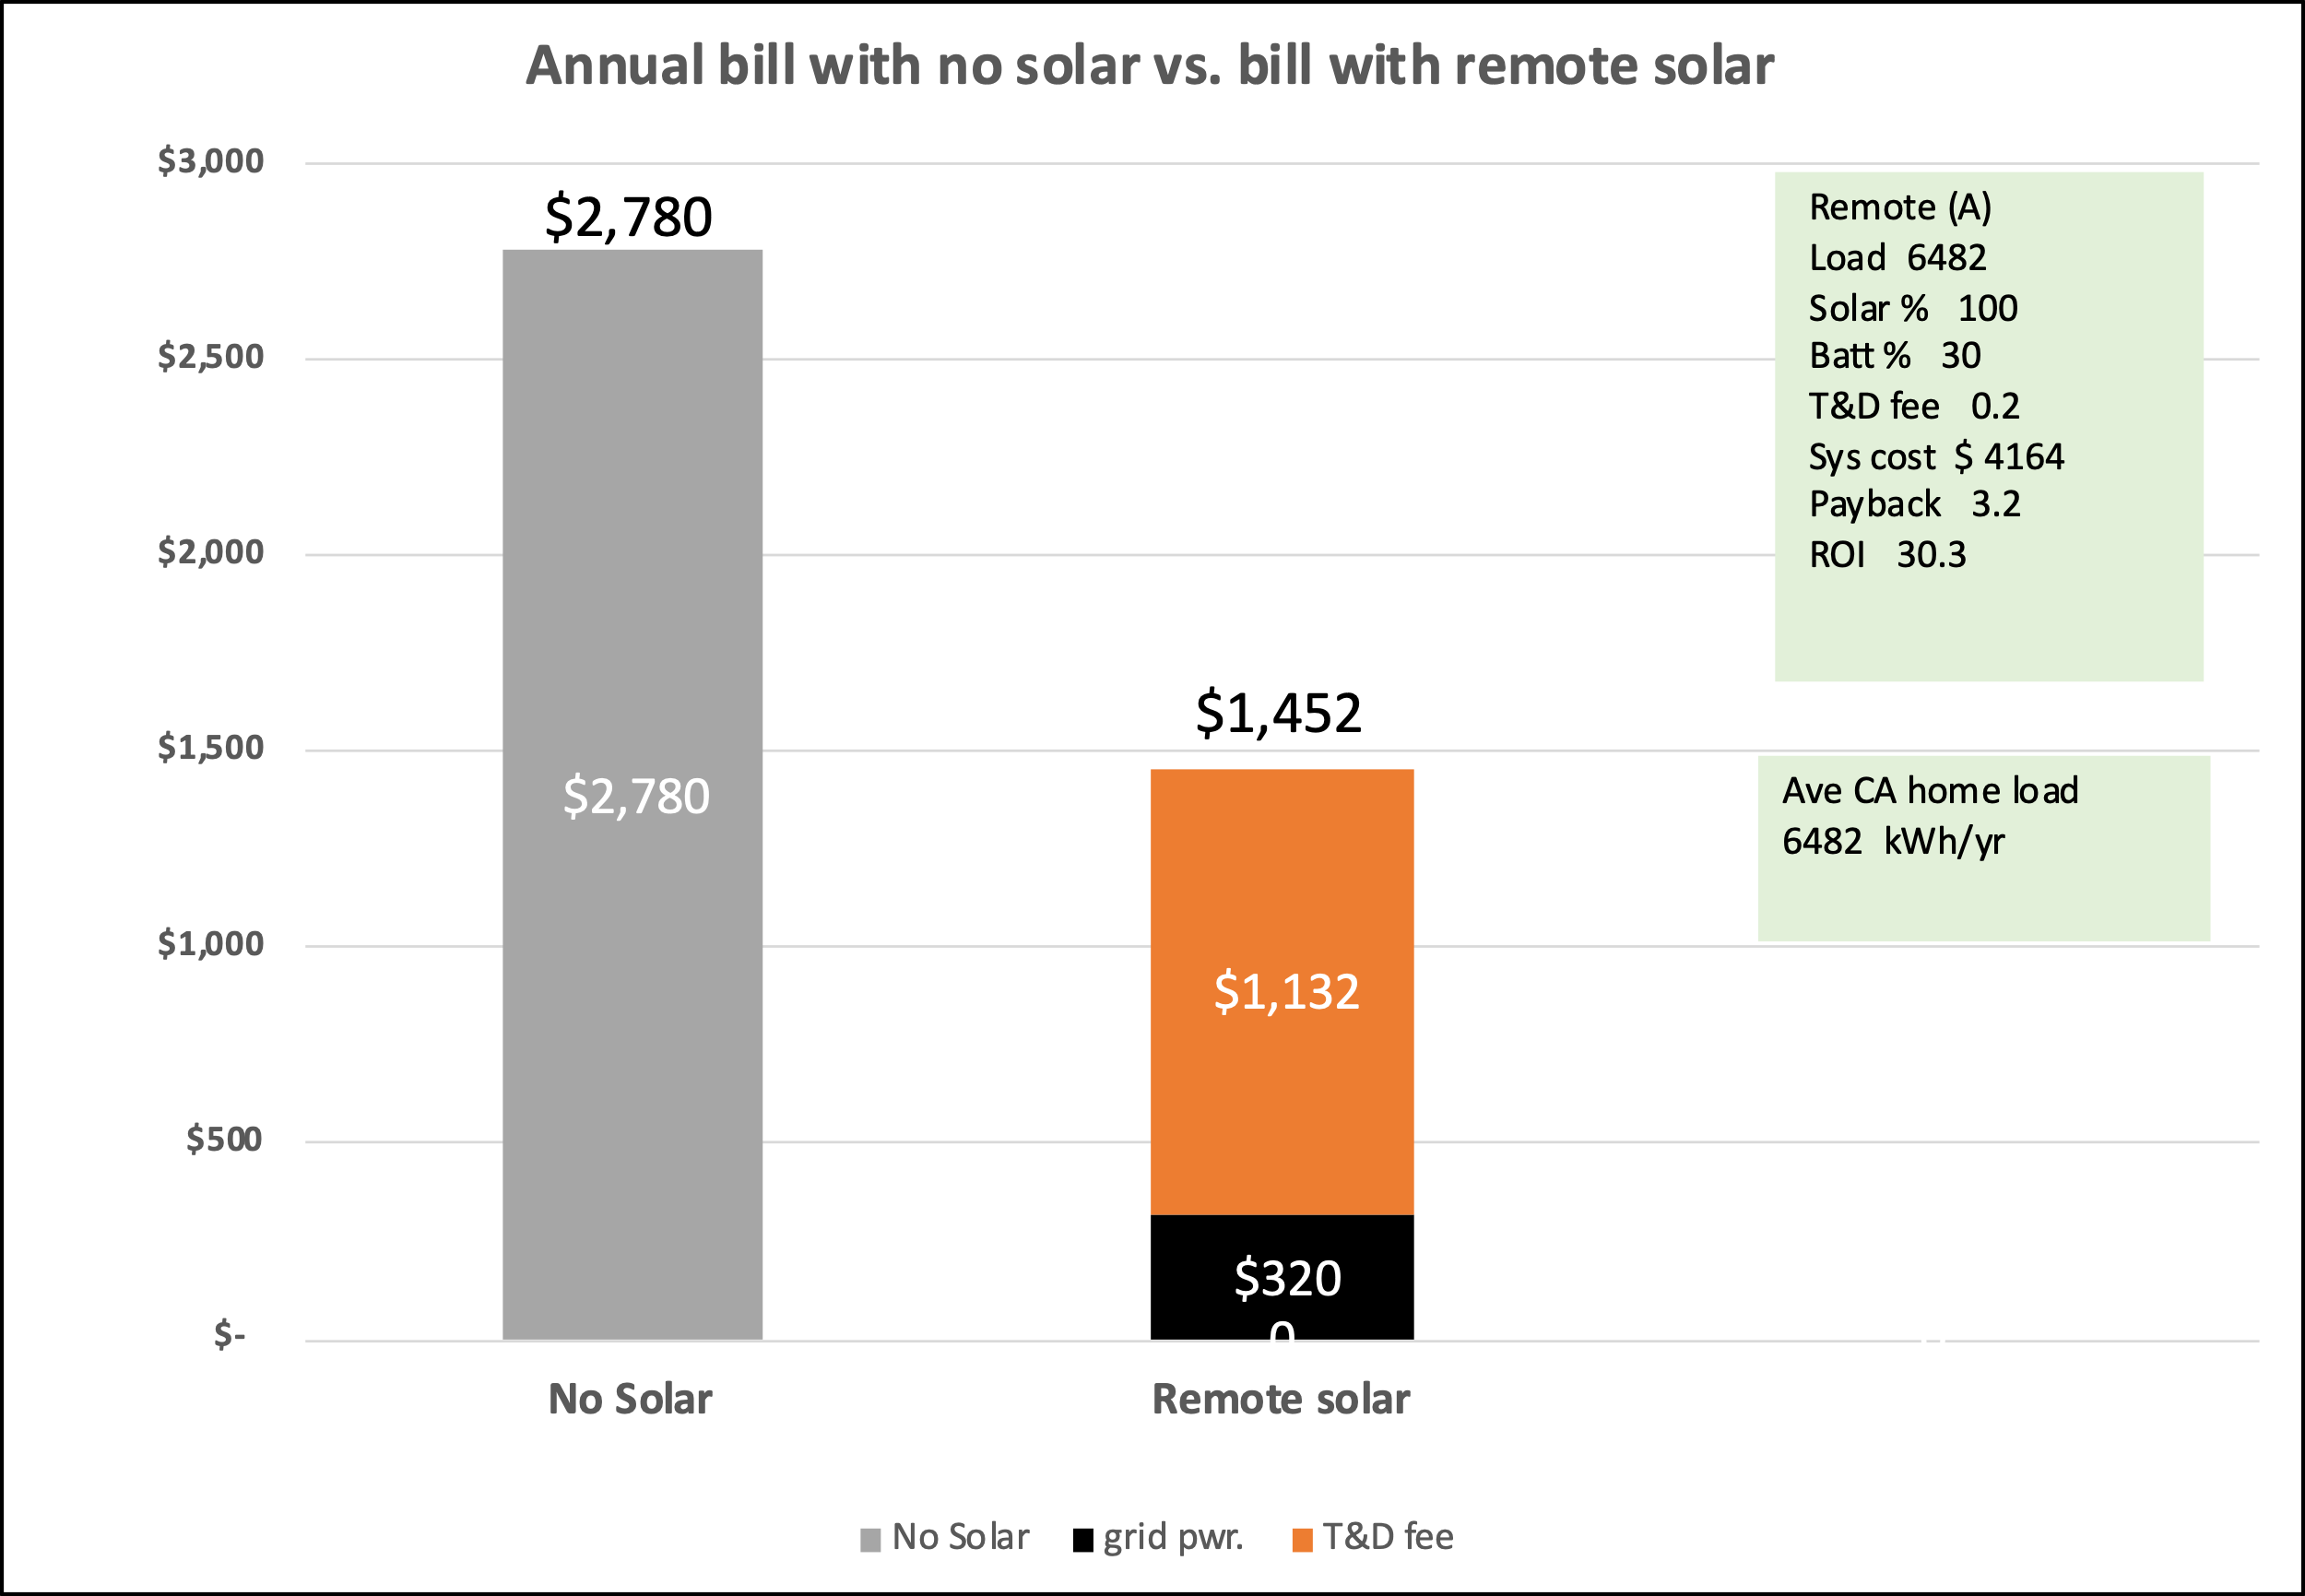 Annual bill with no solar vs. bill with remote solar
$3,000
$2,500
$2,000
$1,500
$1,000
$500
$-
$2,780
$2,780
$1,452
$1,132
$320
0
No Solar
Remote solar
Remote (A)
Load 6482
Solar % 100
Batt % 30
T&D fee 0.2
Sys cost $ 4164
Payback 3.2
ROI 30.3
Ave CA home load
6482 kWh/yr
No Solar grid pwr. T&D fee